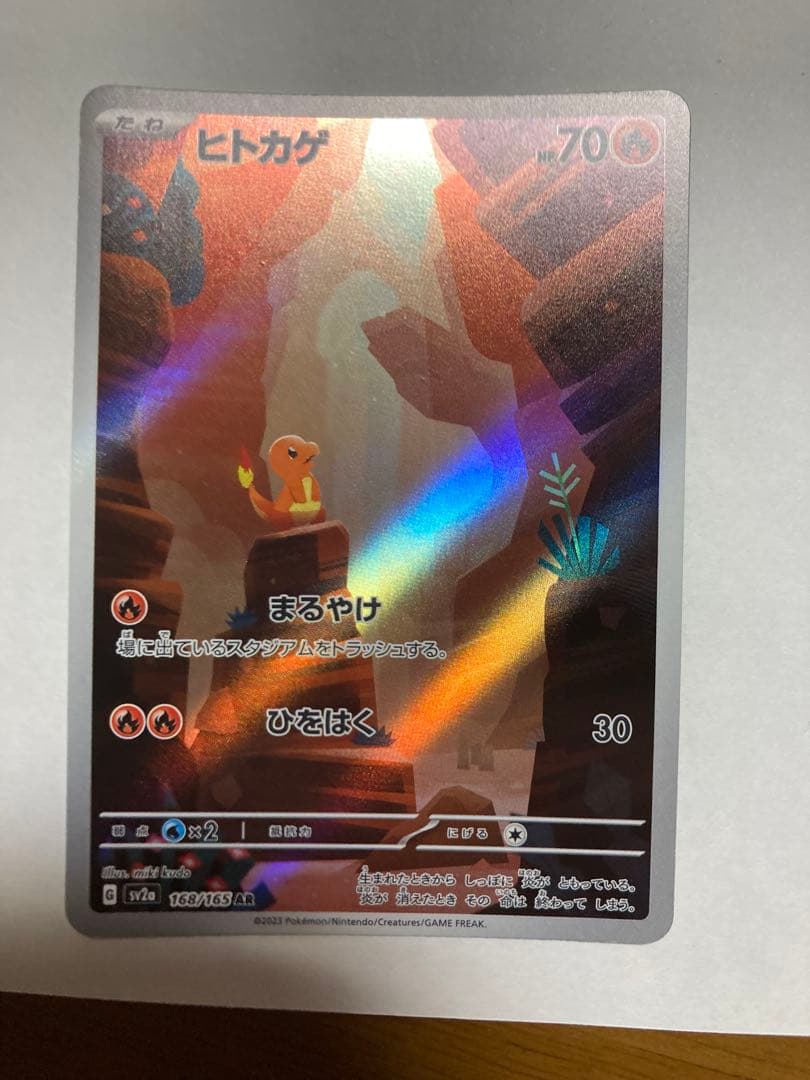 たね ヒトカゲ HP70
まるやけ
場に出ているスタジアムをトラッシュする。
ひをはく 30
弱点 ×2 抵抗力 にげる
Illus. miki kudo
生まれたときから しっぽに 炎が ともっている。
炎が 消えたとき その 命は 終わって しまう。
G sv2a 168/165 AR
©2023 Pokémon/Nintendo/Creatures/GAME FREAK.